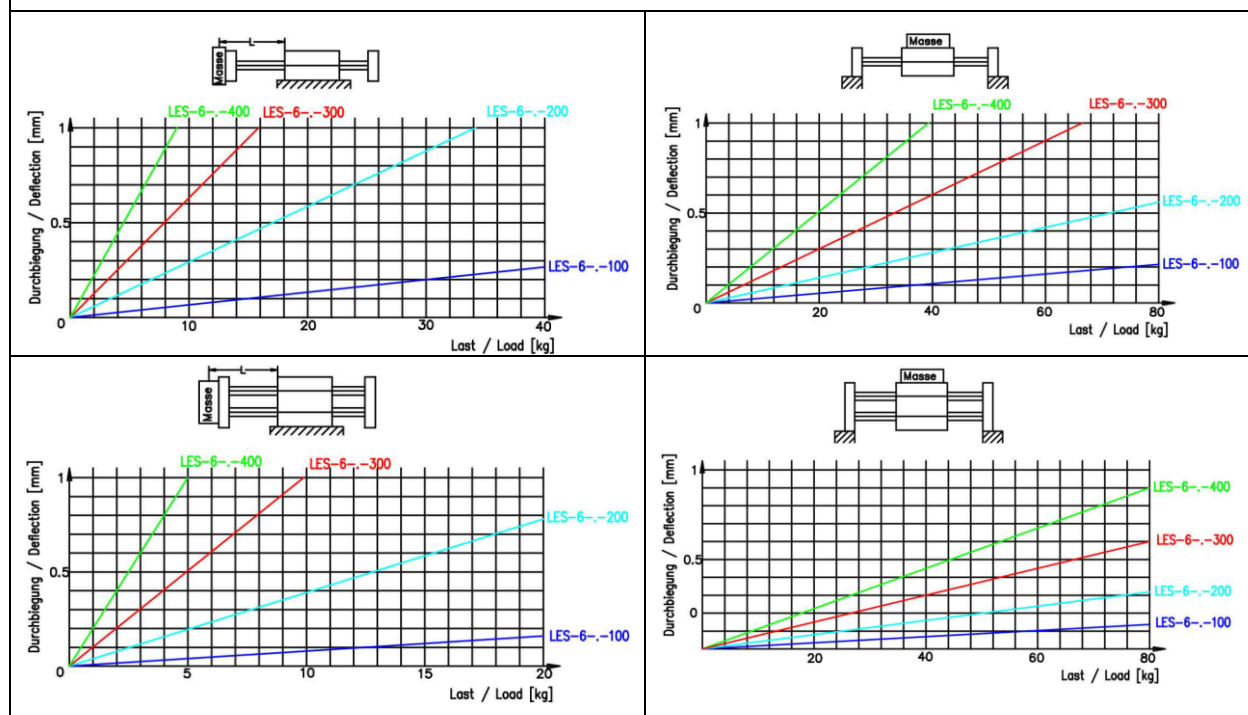 L
Masse
LES-6-.-400
LES-6-.-300
LES-6-.-200
LES-6-.-100
Durchbiegung / Deflection [mm]
1
0.5
0
10
20
30
40
Last / Load [kg]
Masse
LES-6-.-400
LES-6-.-300
LES-6-.-200
LES-6-.-100
Durchbiegung / Deflection [mm]
1
0.5
0
20
40
60
80
Last / Load [kg]
L
Masse
LES-6-.-400
LES-6-.-300
LES-6-.-200
LES-6-.-100
Durchbiegung / Deflection [mm]
1
0.5
0
5
10
15
20
Last / Load [kg]
Masse
LES-6-.-400
LES-6-.-300
LES-6-.-200
LES-6-.-100
Durchbiegung / Deflection [mm]
1
0.5
0
20
40
60
80
Last / Load [kg]